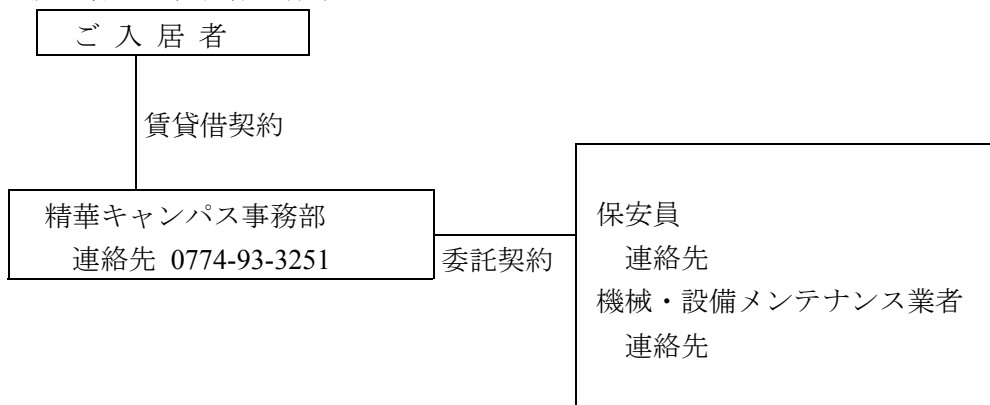 ご 入 居 者
賃貸借契約
精華キャンパス事務部
連絡先 0774-93-3251
委託契約
保安員
連絡先
機械・設備メンテナンス業者
連絡先